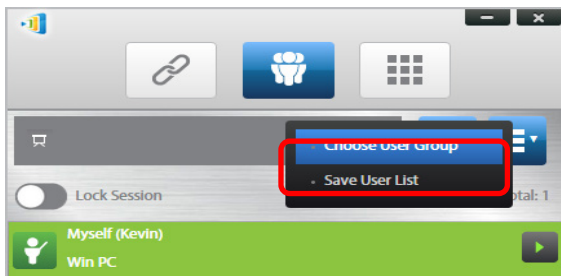 Choose User Group
Save User List
Lock Session
otal: 1
Myself (Kevin)
Win PC